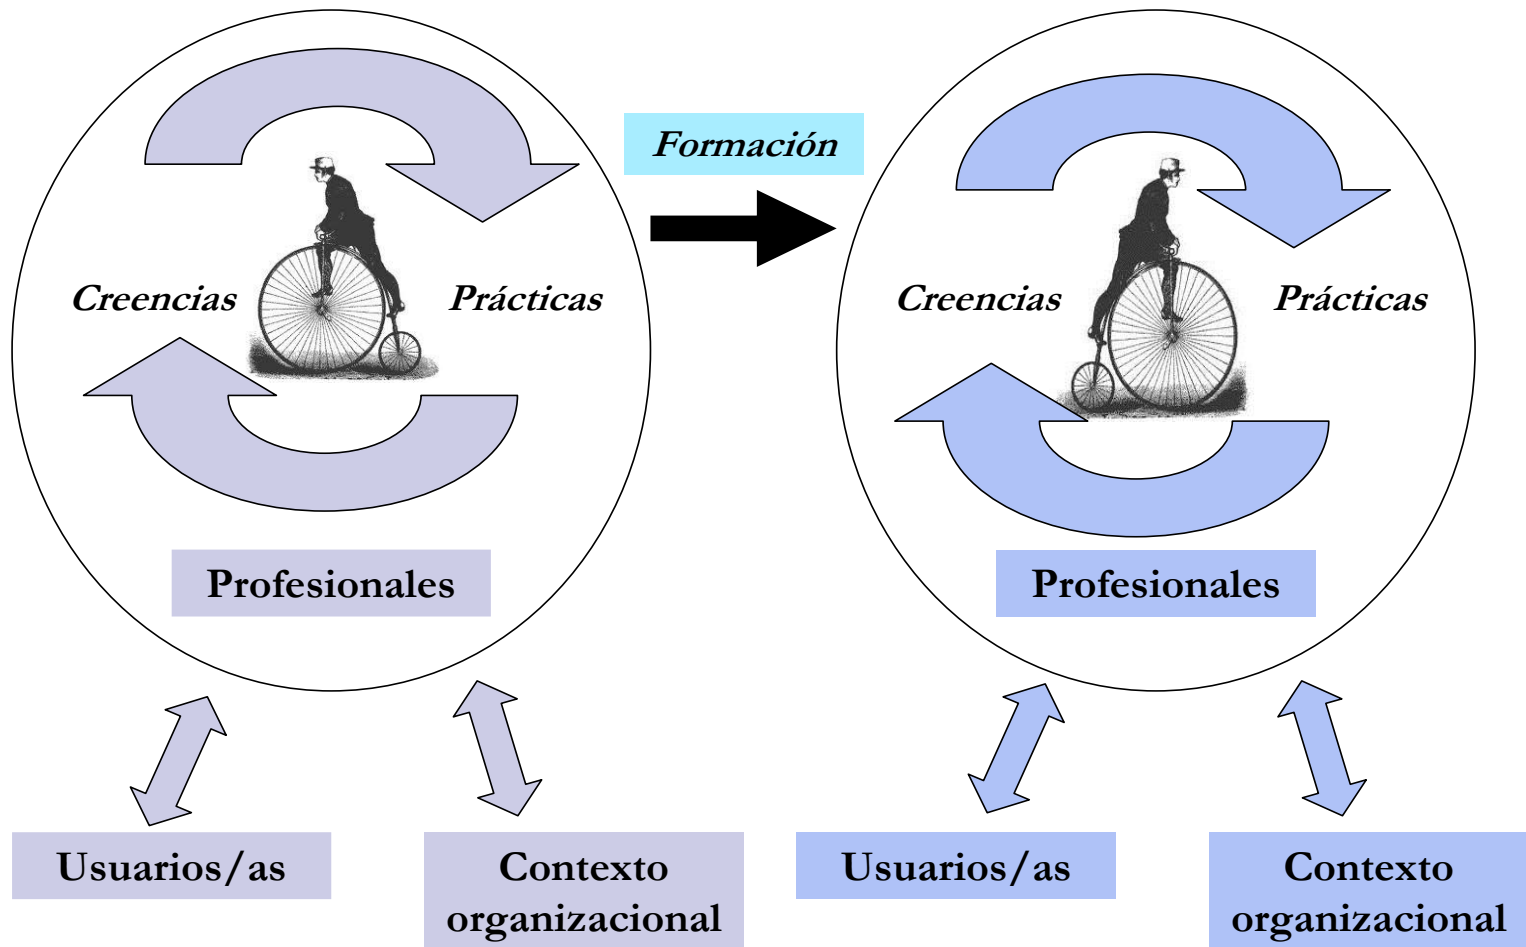 Formación
Creencias
Prácticas
Creencias
Prácticas
Profesionales
Profesionales
Usuarios/as
Contexto
organizacional
Usuarios/as
Contexto
organizacional